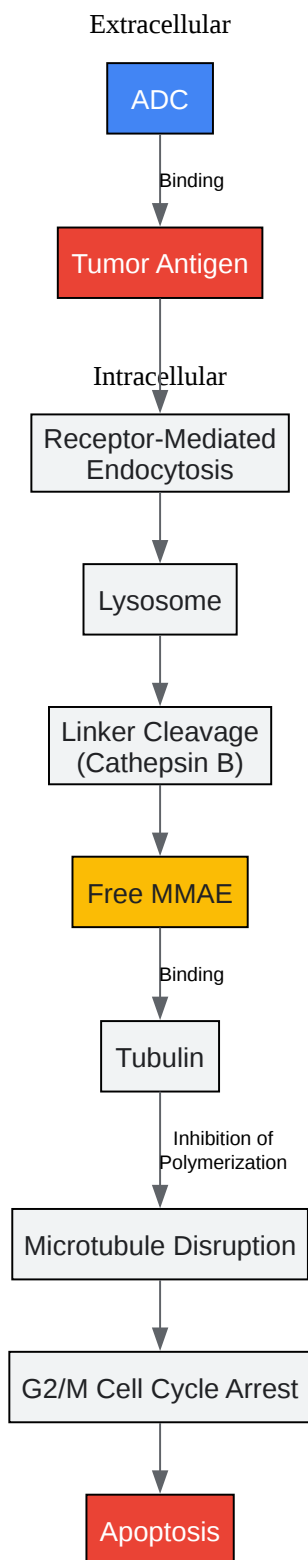 Extracellular
ADC
Binding
Tumor Antigen
Intracellular
Receptor-Mediated
Endocytosis
Lysosome
Linker Cleavage
(Cathepsin B)
Free MMAE
Binding
Tubulin
Inhibition of
Polymerization
Microtubule Disruption
G2/M Cell Cycle Arrest
Apoptosis